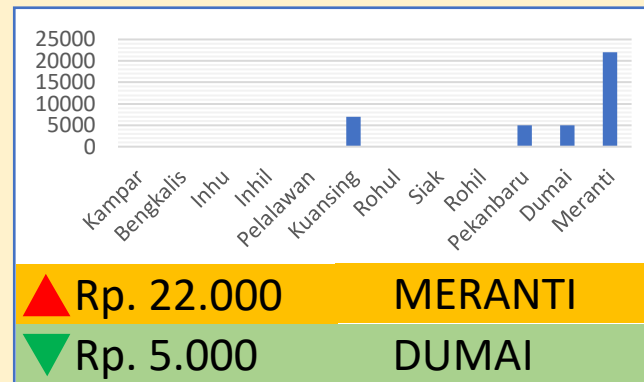 25000
20000
15000
10000
5000
0
Kampar
Bengkalis
Inhu
Inhil
Pelalawan
Kuansing
Rohul
Siak
Rohil
Pekanbaru
Dumai
Meranti
Rp. 22.000 MERANTI
Rp. 5.000 DUMAI